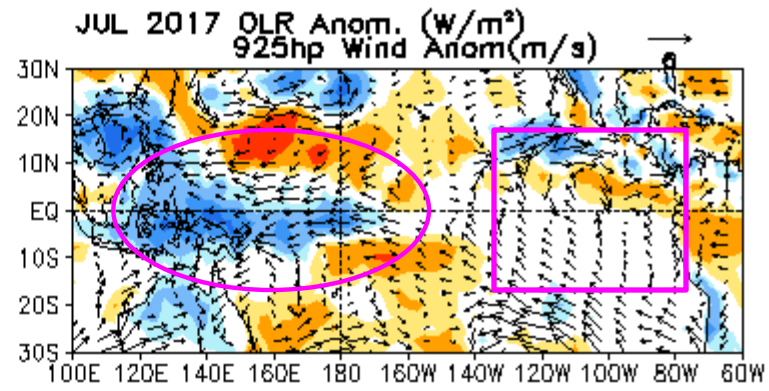 JUL 2017 OLR Anom. (W/m²)
925hp Wind Anom(m/s)
6
30N
20N
10N
EQ
10S
20S
30S
100E 120E 140E 160E 180 160W 140W 120W 100W 80W 60W